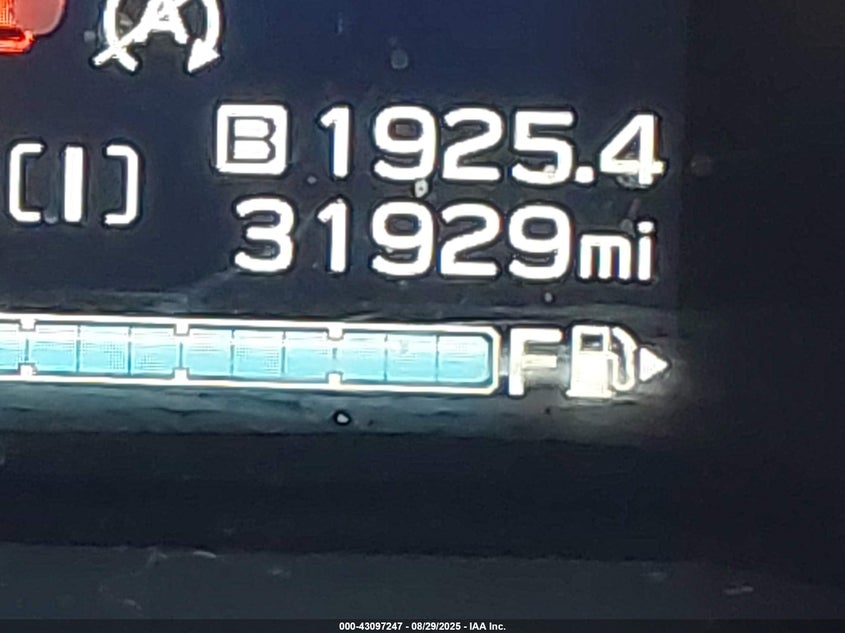 A
B 1925.4
[I]
31929mi
F
000-43097247 - 08/29/2025 - IAA Inc.